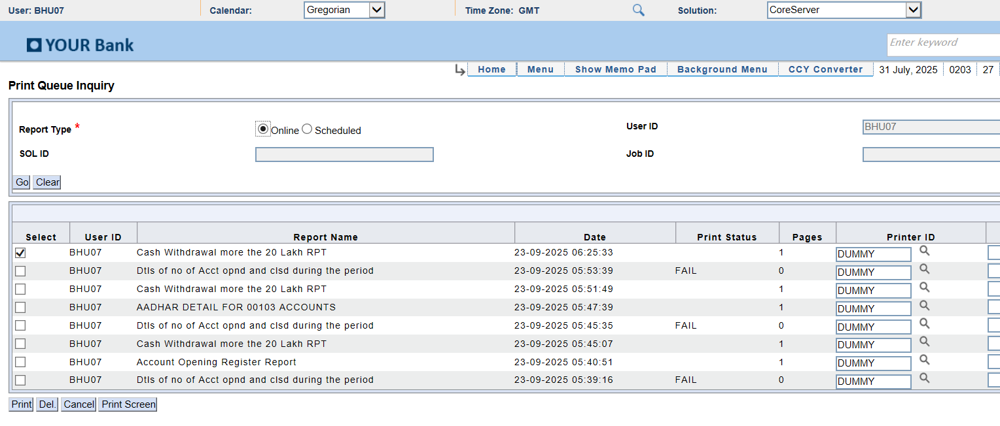 User: BHU07 Calendar: Gregorian Time Zone: GMT Solution: CoreServer
YOUR Bank Enter keyword
Home Menu Show Memo Pad Background Menu CCY Converter 31 July, 2025 0203 27
Print Queue Inquiry
Report Type * Online Scheduled User ID BHU07
SOL ID Job ID
Go Clear
Select User ID Report Name Date Print Status Pages Printer ID
BHU07 Cash Withdrawal more the 20 Lakh RPT 23-09-2025 06:25:33 1 DUMMY
BHU07 Dtls of no of Acct opnd and clsd during the period 23-09-2025 05:53:39 FAIL 0 DUMMY
BHU07 Cash Withdrawal more the 20 Lakh RPT 23-09-2025 05:51:49 1 DUMMY
BHU07 AADHAR DETAIL FOR 00103 ACCOUNTS 23-09-2025 05:47:39 1 DUMMY
BHU07 Dtls of no of Acct opnd and clsd during the period 23-09-2025 05:45:35 FAIL 0 DUMMY
BHU07 Cash Withdrawal more the 20 Lakh RPT 23-09-2025 05:45:07 1 DUMMY
BHU07 Account Opening Register Report 23-09-2025 05:40:51 1 DUMMY
BHU07 Dtls of no of Acct opnd and clsd during the period 23-09-2025 05:39:16 FAIL 0 DUMMY
Print Del. Cancel Print Screen